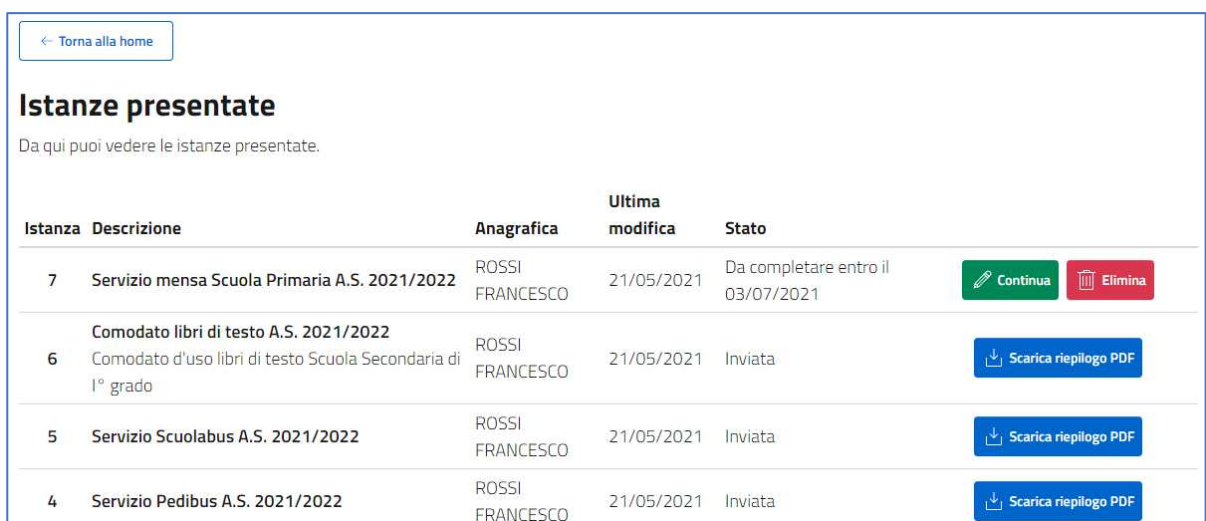 ← Torna alla home
Istanze presentate
Da qui puoi vedere le istanze presentate.
Istanza Descrizione Anagrafica Ultima modifica Stato
7 Servizio mensa Scuola Primaria A.S. 2021/2022 ROSSI FRANCESCO 21/05/2021 Da completare entro il 03/07/2021 Continua Elimina
6 Comodato libri di testo A.S. 2021/2022
Comodato d'uso libri di testo Scuola Secondaria di
I° grado
ROSSI FRANCESCO 21/05/2021 Inviata Scarica riepilogo PDF
5 Servizio Scuolabus A.S. 2021/2022 ROSSI FRANCESCO 21/05/2021 Inviata Scarica riepilogo PDF
4 Servizio Pedibus A.S. 2021/2022 ROSSI FRANCESCO 21/05/2021 Inviata Scarica riepilogo PDF